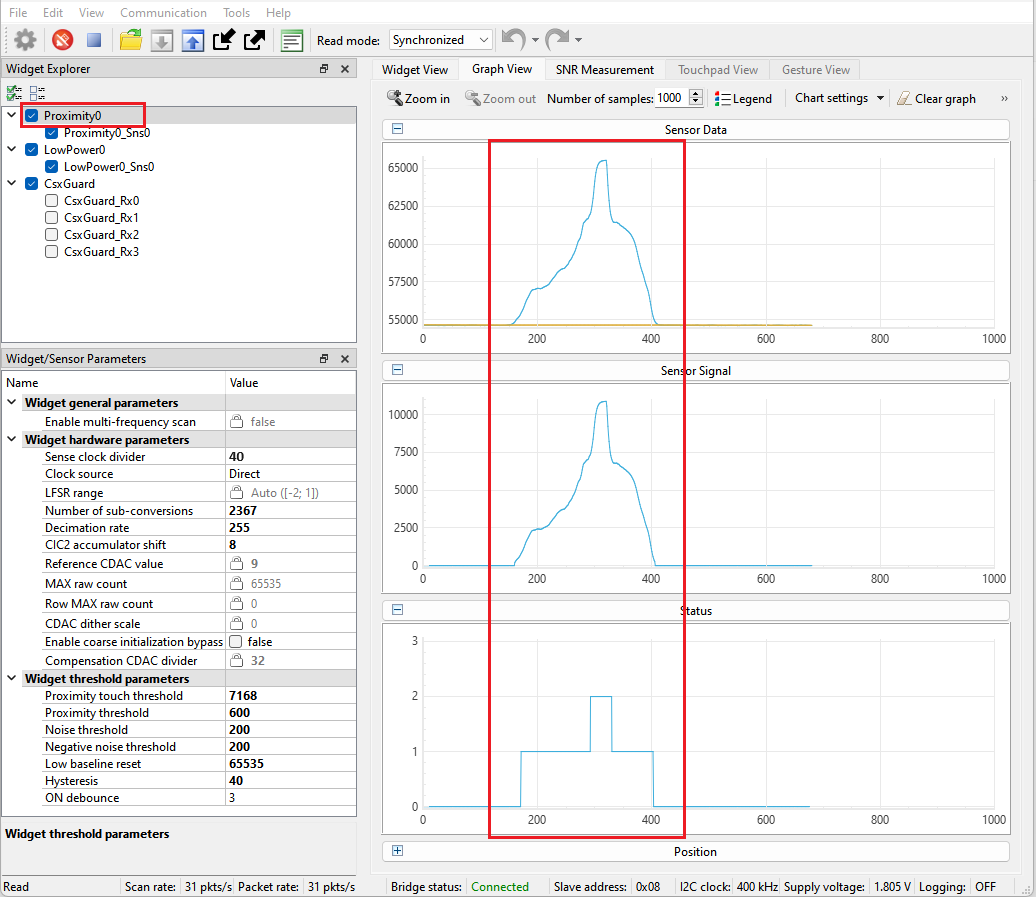 File Edit View Communication Tools Help
Read mode: Synchronized
Widget Explorer
Proximity0
Proximity0_Sns0
LowPower0
LowPower0_Sns0
CsxGuard
CsxGuard_Rx0
CsxGuard_Rx1
CsxGuard_Rx2
CsxGuard_Rx3
Widget/Sensor Parameters
Name Value
Widget general parameters
Enable multi-frequency scan false
Widget hardware parameters
Sense clock divider 40
Clock source Direct
LFSR range Auto ([-2; 1])
Number of sub-conversions 2367
Decimation rate 255
CIC2 accumulator shift 8
Reference CDAC value 9
MAX raw count 65535
Row MAX raw count 0
CDAC dither scale 0
Enable coarse initialization bypass false
Compensation CDAC divider 32
Widget threshold parameters
Proximity touch threshold 7168
Proximity threshold 600
Noise threshold 200
Negative noise threshold 200
Low baseline reset 65535
Hysteresis 40
ON debounce 3
Widget threshold parameters
Widget View Graph View SNR Measurement Touchpad View Gesture View
Zoom in Zoom out Number of samples: 1000 Legend Chart settings Clear graph »
Sensor Data
65000
62500
60000
57500
55000
0 200 400 600 800 1000
Sensor Signal
10000
7500
5000
2500
0
0 200 400 600 800 1000
Status
3
2
1
0
0 200 400 600 800 1000
Position
Read Scan rate: 31 pkts/s Packet rate: 31 pkts/s Bridge status: Connected Slave address: 0x08 I2C clock: 400 kHz Supply voltage: 1.805 V Logging: OFF